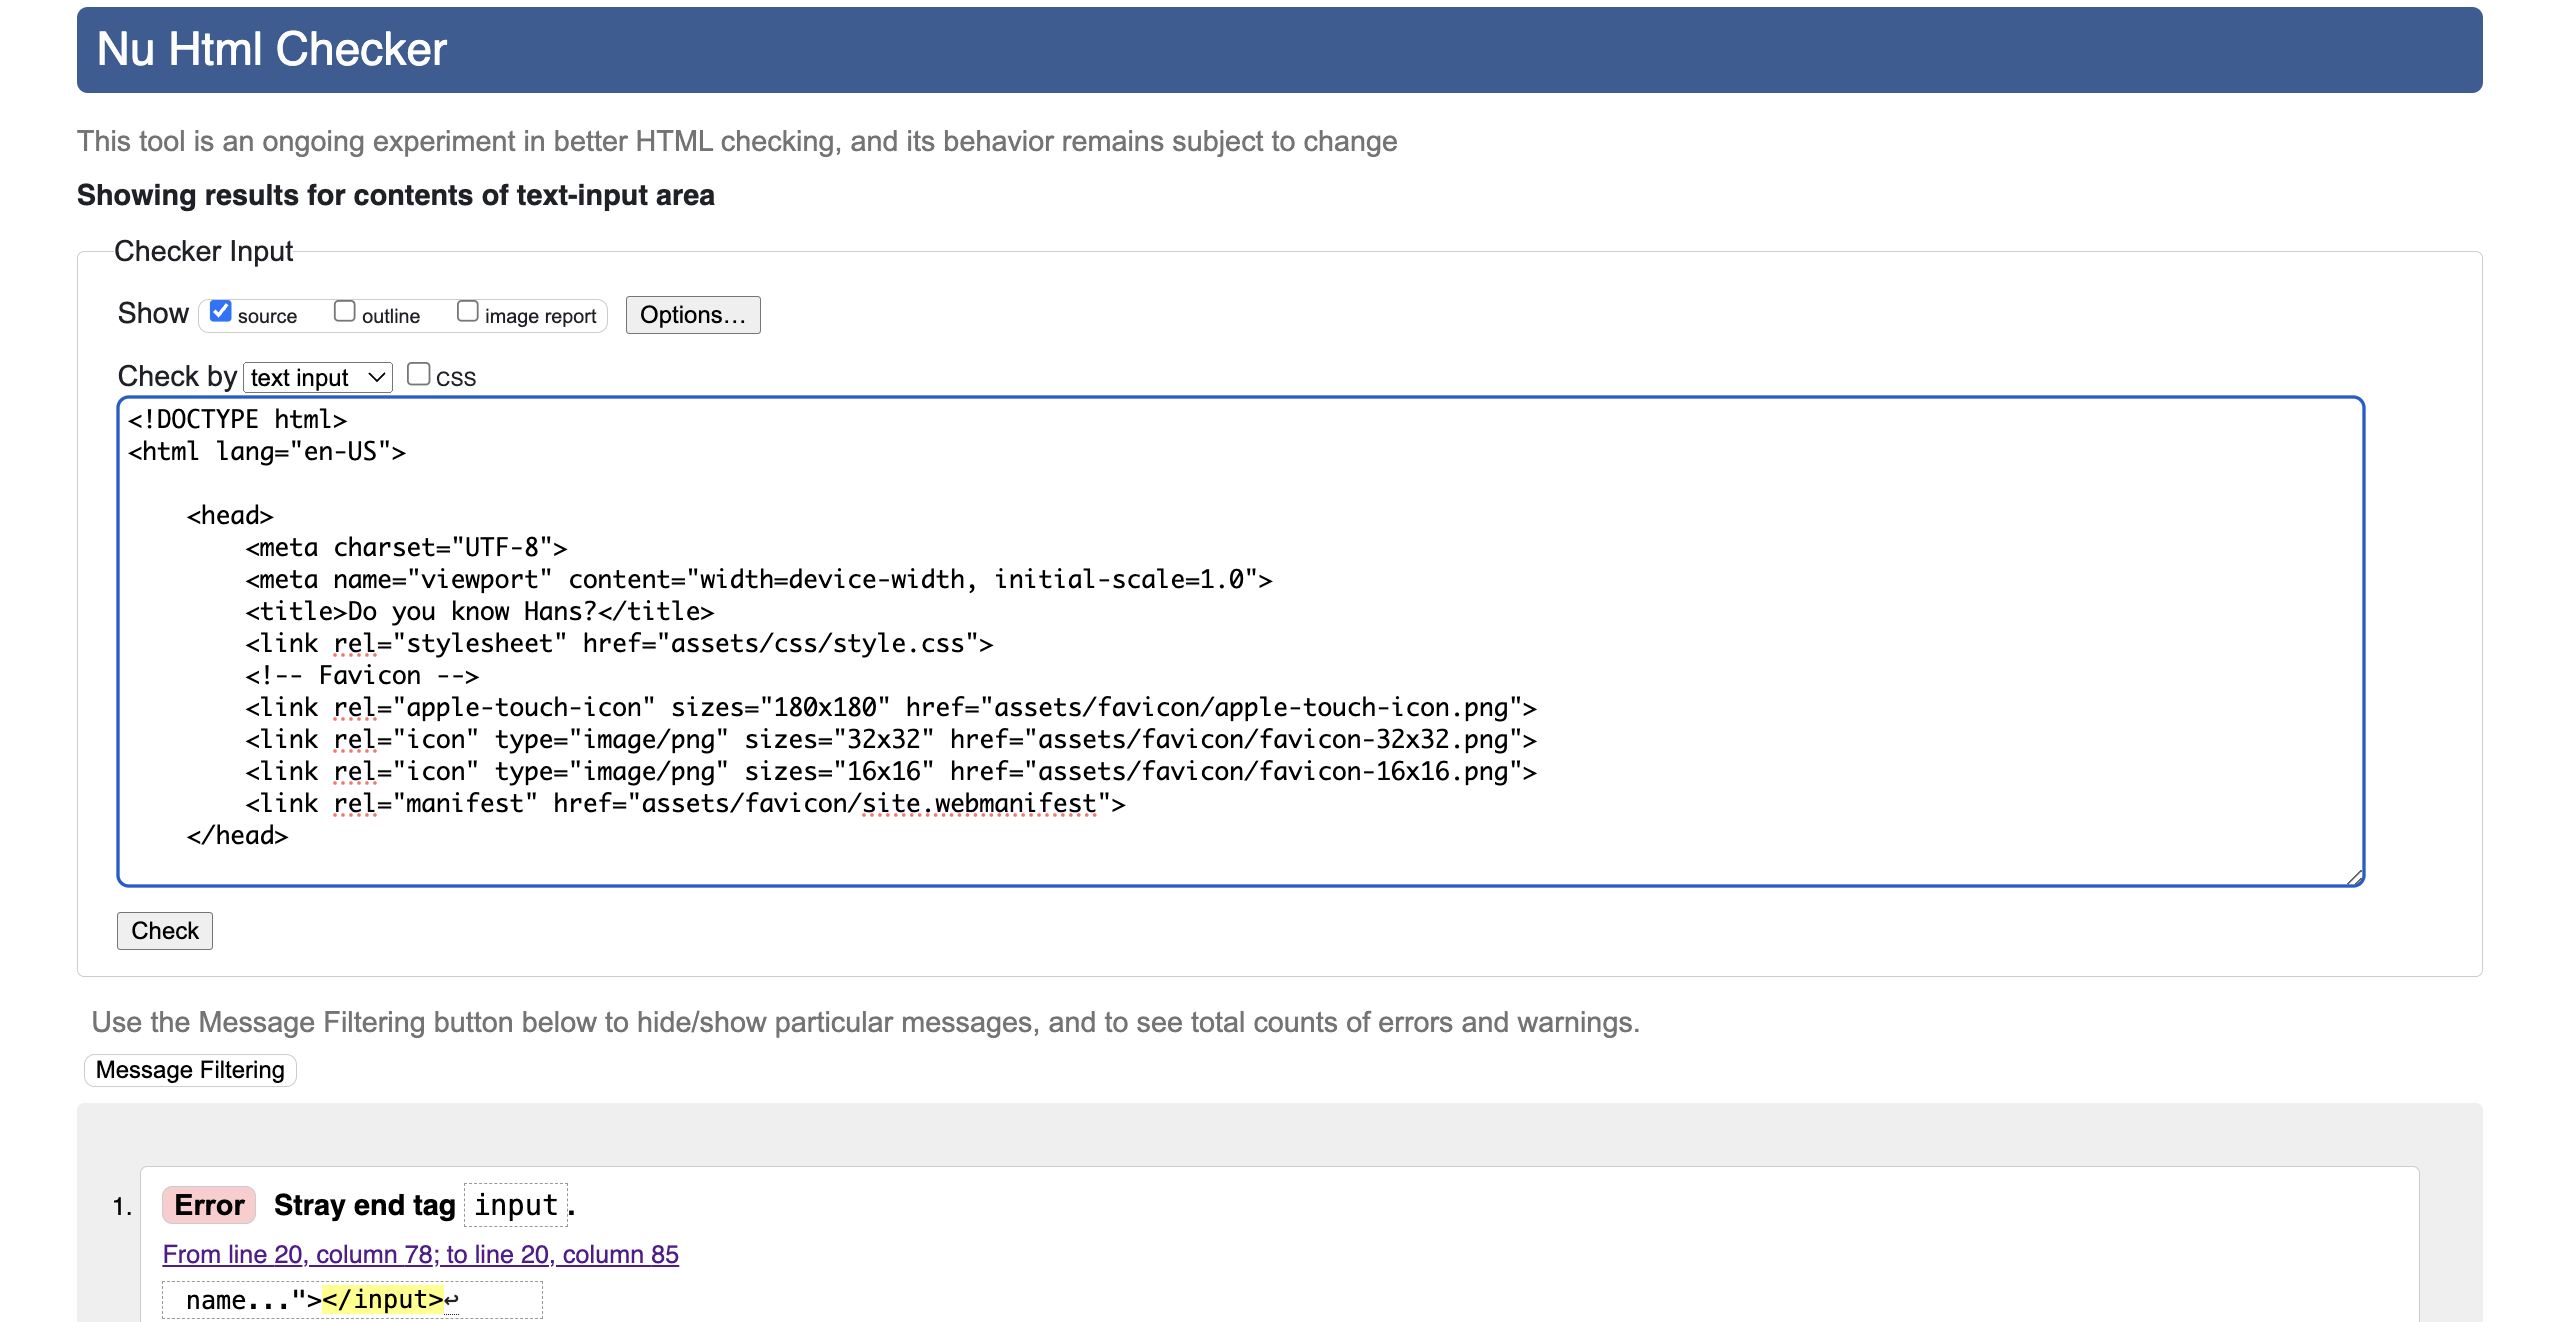 Nu Html Checker
This tool is an ongoing experiment in better HTML checking, and its behavior remains subject to change
Showing results for contents of text-input area
Checker Input
Show source outline image report Options...
Check by text input CSS
<!DOCTYPE html>
<html lang="en-US">
<head>
<meta charset="UTF-8">
<meta name="viewport" content="width=device-width, initial-scale=1.0">
<title>Do you know Hans?</title>
<link rel="stylesheet" href="assets/css/style.css">
<!-- Favicon -->
<link rel="apple-touch-icon" sizes="180x180" href="assets/favicon/apple-touch-icon.png">
<link rel="icon" type="image/png" sizes="32x32" href="assets/favicon/favicon-32x32.png">
<link rel="icon" type="image/png" sizes="16x16" href="assets/favicon/favicon-16x16.png">
<link rel="manifest" href="assets/favicon/site.webmanifest">
</head>
Check
Use the Message Filtering button below to hide/show particular messages, and to see total counts of errors and warnings.
Message Filtering
1. Error Stray end tag input.
From line 20, column 78; to line 20, column 85
name..."></input>↩